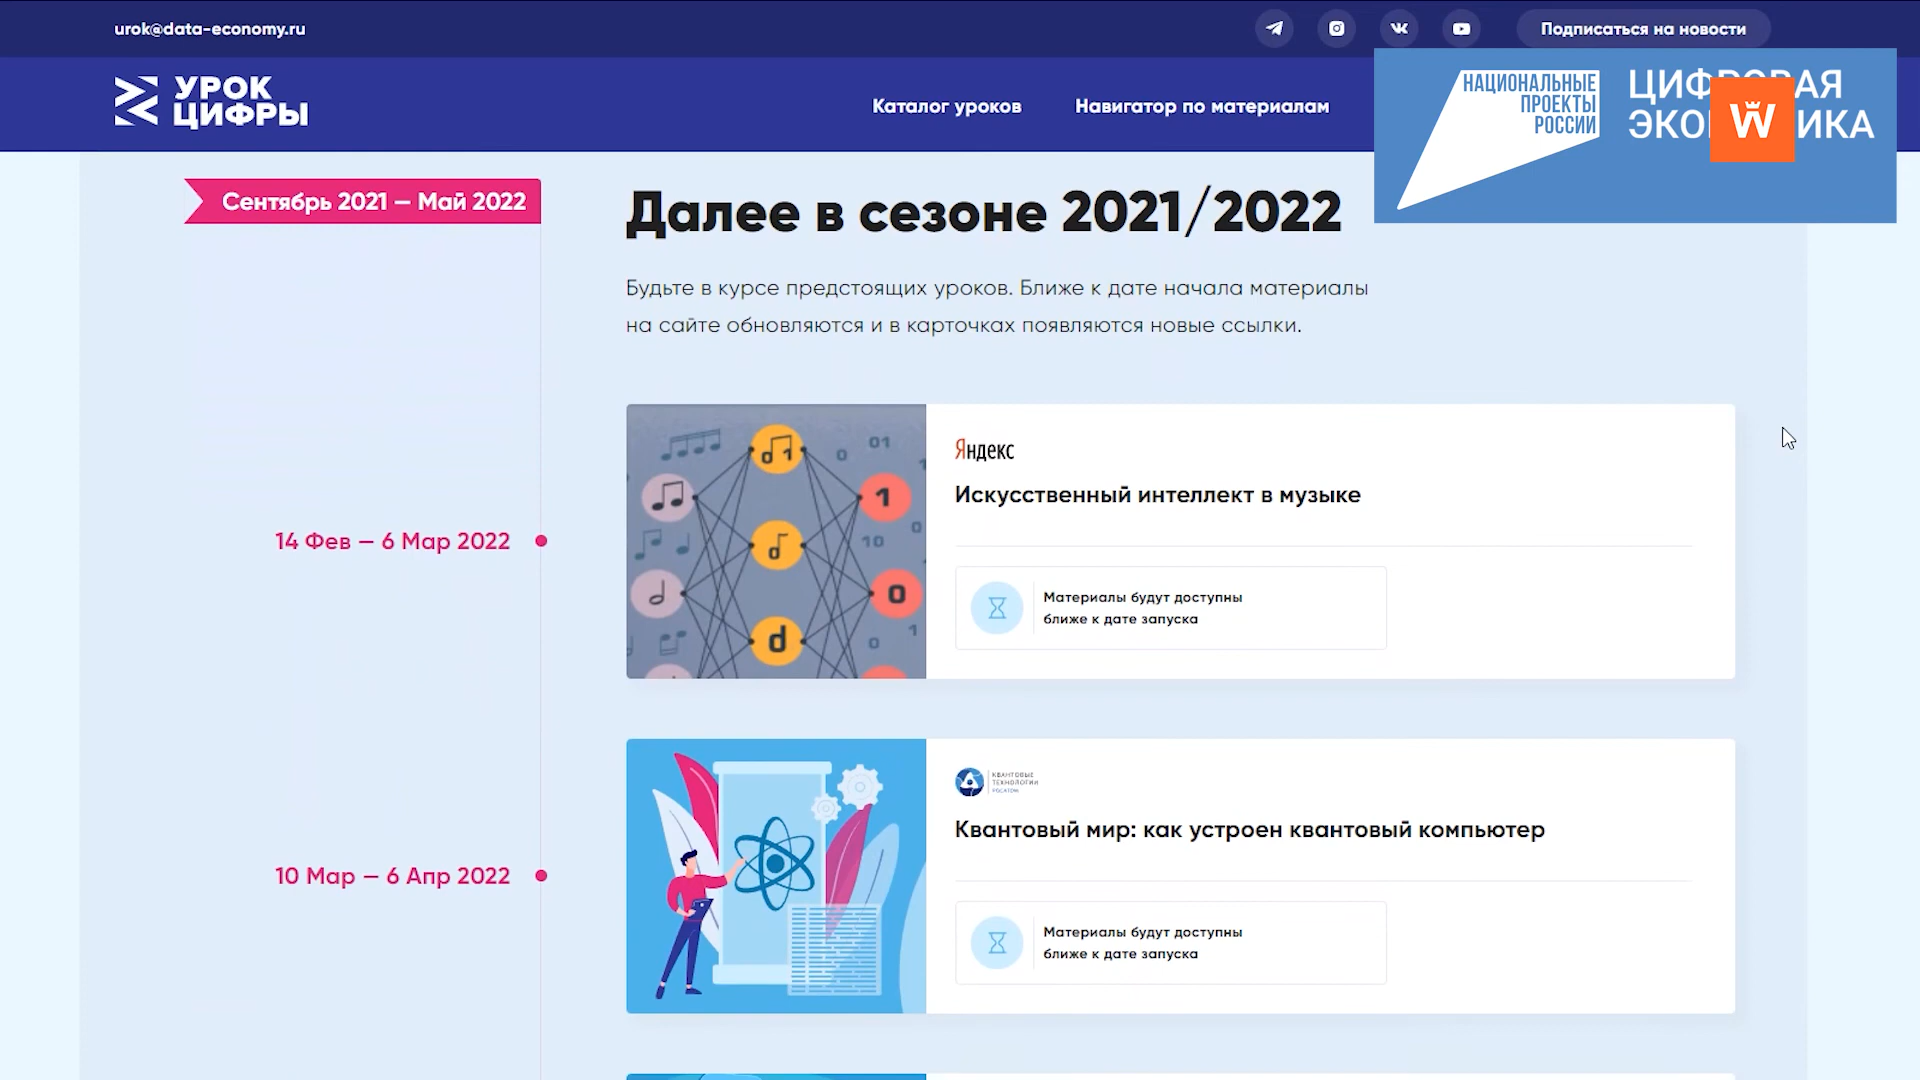 urok@data-economy.ru
Подписаться на новости
УРОК
ЦИФРЫ
Каталог уроков
Навигатор по материалам
НАЦИОНАЛЬНЫЕ
ПРОЕКТЫ
РОССИИ
W
Сентябрь 2021 — Май 2022
Далее в сезоне 2021/2022
Будьте в курсе предстоящих уроков. Ближе к дате начала материалы
на сайте обновляются и в карточках появляются новые ссылки.
14 Фев — 6 Мар 2022
Яндекс
Искусственный интеллект в музыке
Материалы будут доступны
ближе к дате запуска
10 Мар — 6 Апр 2022
КВАНТОВЫЕ
ТЕХНОЛОГИИ
РОСАТОМ
Квантовый мир: как устроен квантовый компьютер
Материалы будут доступны
ближе к дате запуска